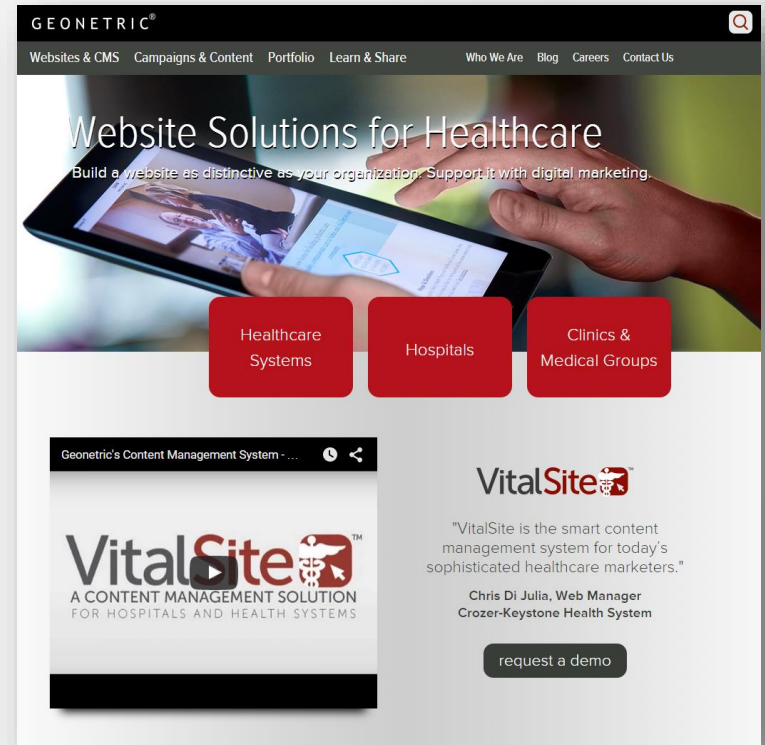 GEONETRIC®
Websites & CMS Campaigns & Content Portfolio Learn & Share Who We Are Blog Careers Contact Us
Website Solutions for Healthcare
Build a website as distinctive as your organization. Support it with digital marketing.
Healthcare
Systems
Hospitals
Clinics &
Medical Groups
Geonetric's Content Management System - ...
VitalSite™
A CONTENT MANAGEMENT SOLUTION
FOR HOSPITALS AND HEALTH SYSTEMS
VitalSite™
"VitalSite is the smart content
management system for today's
sophisticated healthcare marketers."
Chris Di Julia, Web Manager
Crozer-Keystone Health System
request a demo